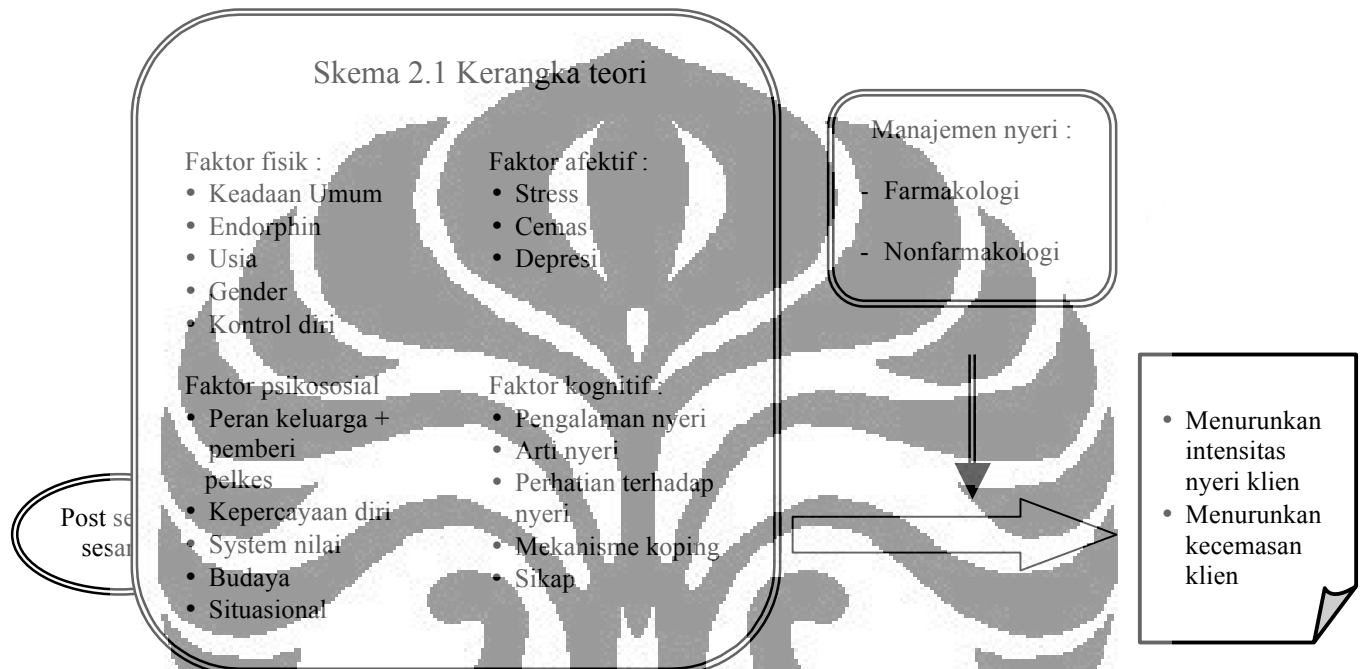 Skema 2.1 Kerangka teori
Faktor fisik :
• Keadaan Umum
• Endorphin
• Usia
• Gender
• Kontrol diri
Faktor afektif :
• Stress
• Cemas
• Depresi
Faktor psikososial
• Peran keluarga +
pemberi
pelkes
• Kepercayaan diri
• System nilai
• Budaya
• Situasional
Faktor kognitif :
• Pengalaman nyeri
• Arti nyeri
• Perhatian terhadap
nyeri
• Mekanisme koping
• Sikap
Post
Manajemen nyeri :
- Farmakologi
- Nonfarmakologi
• Menurunkan
intensitas
nyeri klien
• Menurunkan
kecemasan
klien